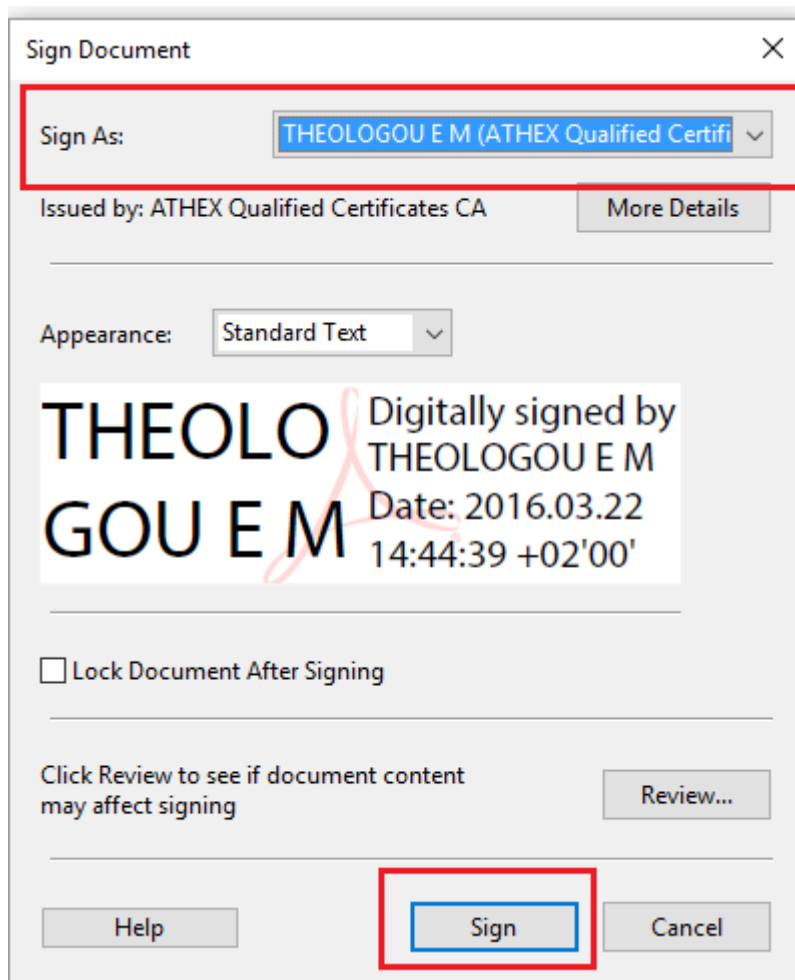 Sign Document
Sign As: THEOLOGOU E M (ATHEX Qualified Certifi
Issued by: ATHEX Qualified Certificates CA More Details
Appearance: Standard Text
THEOLO
GOU E M
Digitally signed by
THEOLOGOU E M
Date: 2016.03.22
14:44:39 +02'00'
Lock Document After Signing
Click Review to see if document content
may affect signing
Review...
Help Sign Cancel